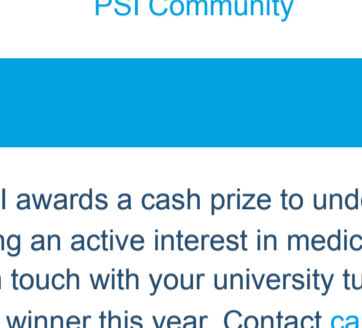 PSI Community
I awards a cash prize to
an active interest in
touch with your university
winner this year. Contact